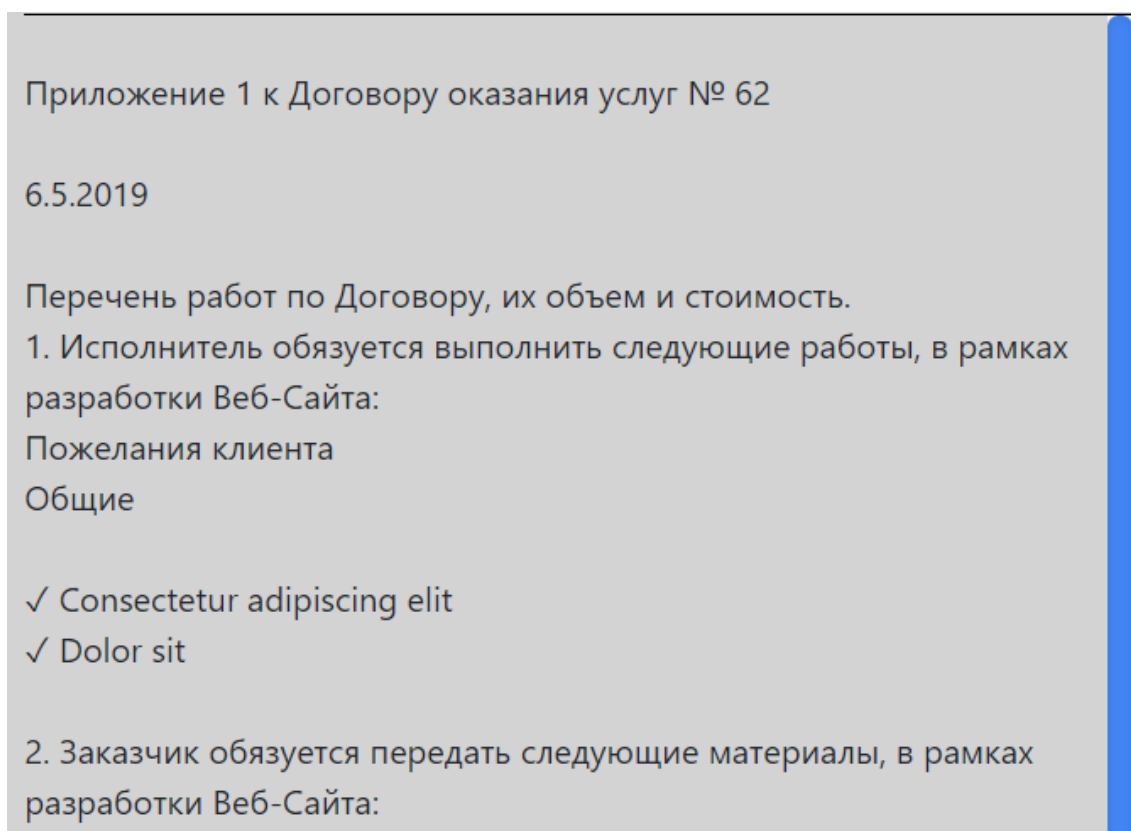 Приложение 1 к Договору оказания услуг № 62
6.5.2019
Перечень работ по Договору, их объем и стоимость.
1. Исполнитель обязуется выполнить следующие работы, в рамках
разработки Веб-Сайта:
Пожелания клиента
Общие
✓ Consectetur adipiscing elit
✓ Dolor sit
2. Заказчик обязуется передать следующие материалы, в рамках
разработки Веб-Сайта: